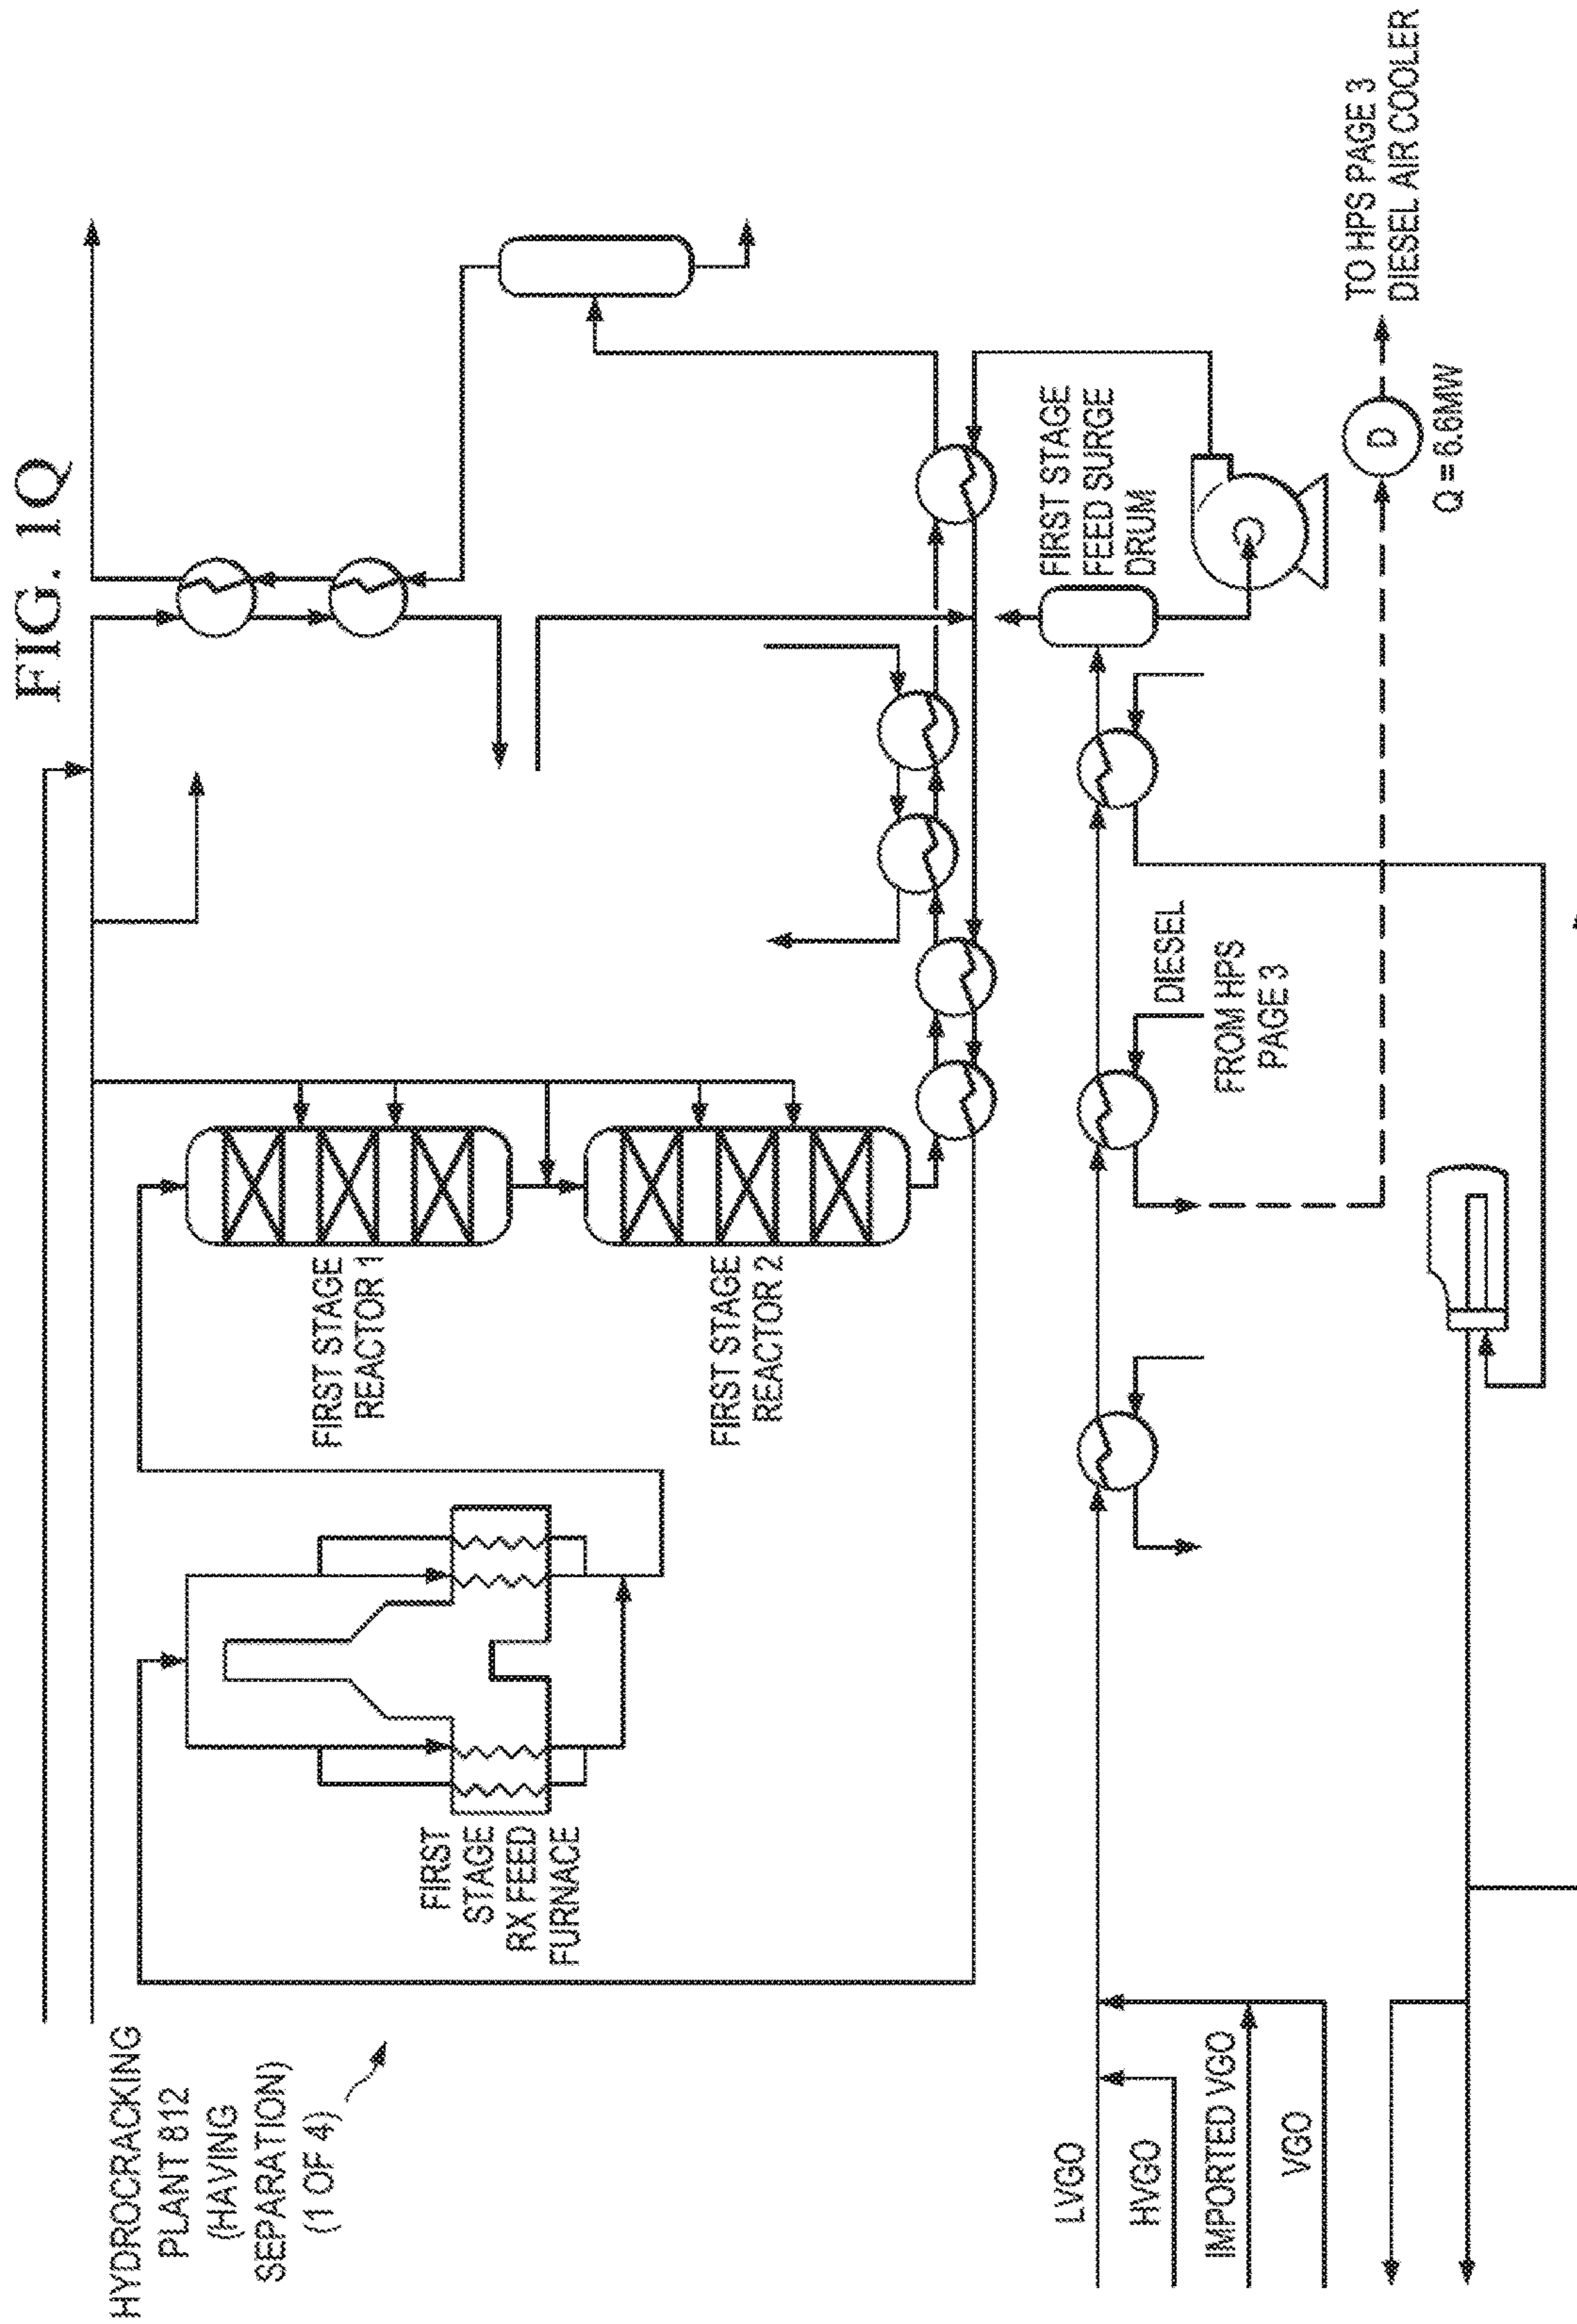 FIG. 1Q
HYDROCRACKING
PLANT 812
(HAVING
SEPARATION)
(1 OF 4)
FIRST
STAGE
RX FEED
FURNACE
FIRST STAGE
REACTOR 1
FIRST STAGE
REACTOR 2
FIRST STAGE
FEED SURGE
DRUM
LVGO
HVGO
IMPORTED VGO
VGO
DIESEL
FROM HPS
PAGE 3
D
Q = 6.6MW
TO HPS PAGE 3
DIESEL AIR COOLER